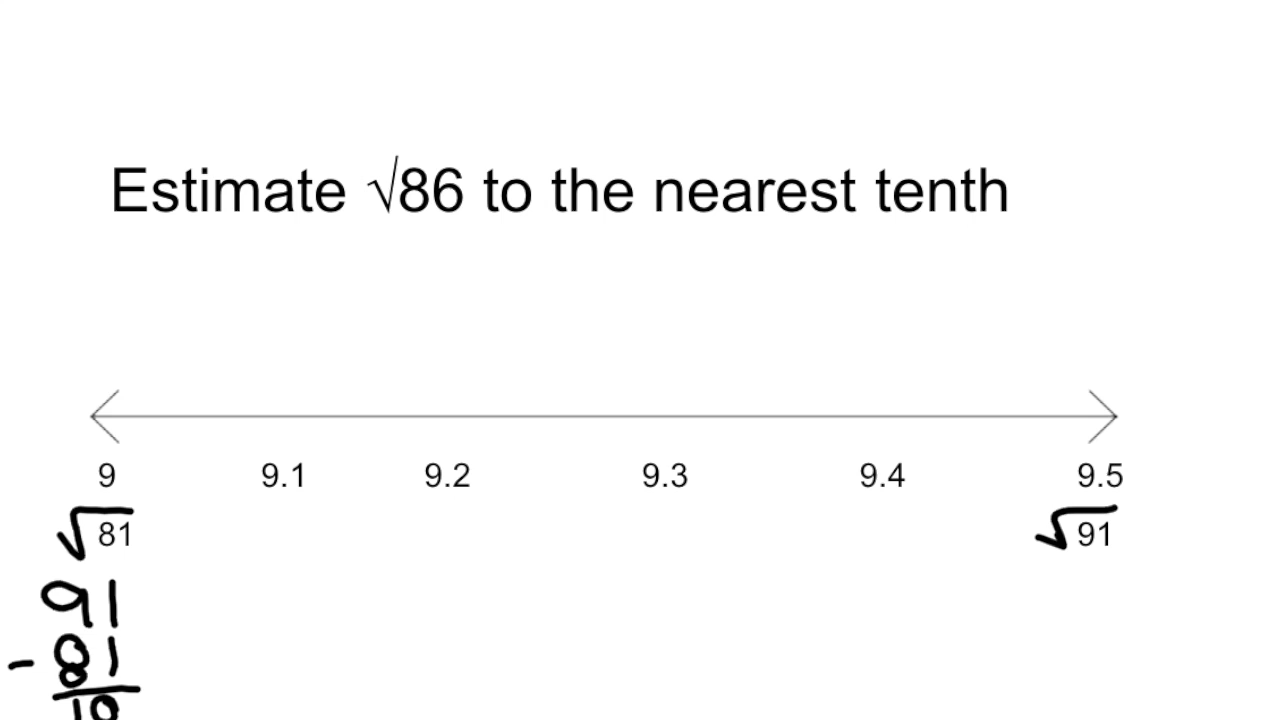 Estimate √86 to the nearest tenth
9 9.1 9.2 9.3 9.4 9.5
√81 √91
91
- 81
10